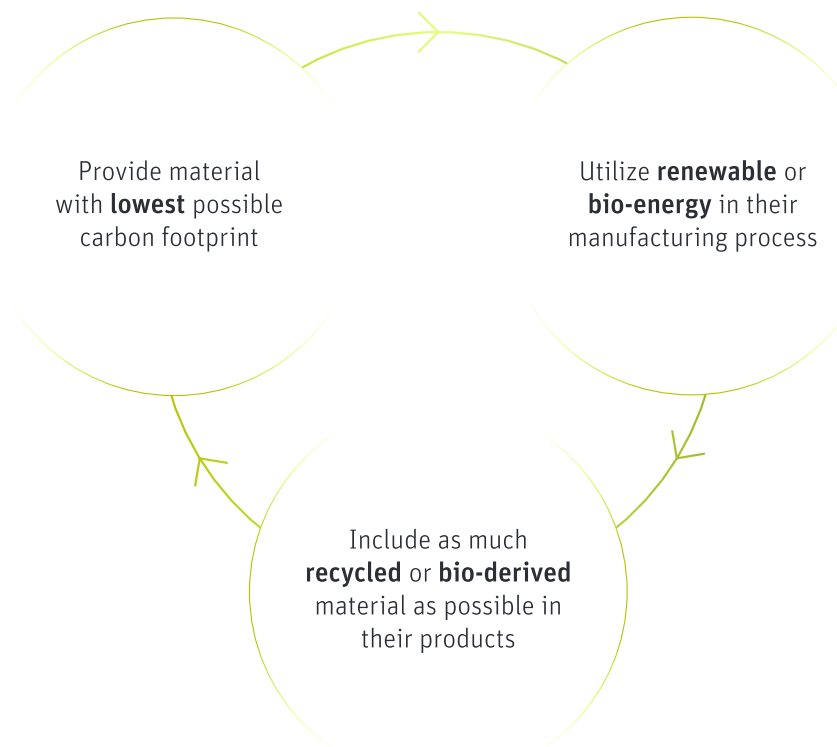 Provide material
with lowest possible
carbon footprint
Utilize renewable or
bio-energy in their
manufacturing process
Include as much
recycled or bio-derived
material as possible in
their products